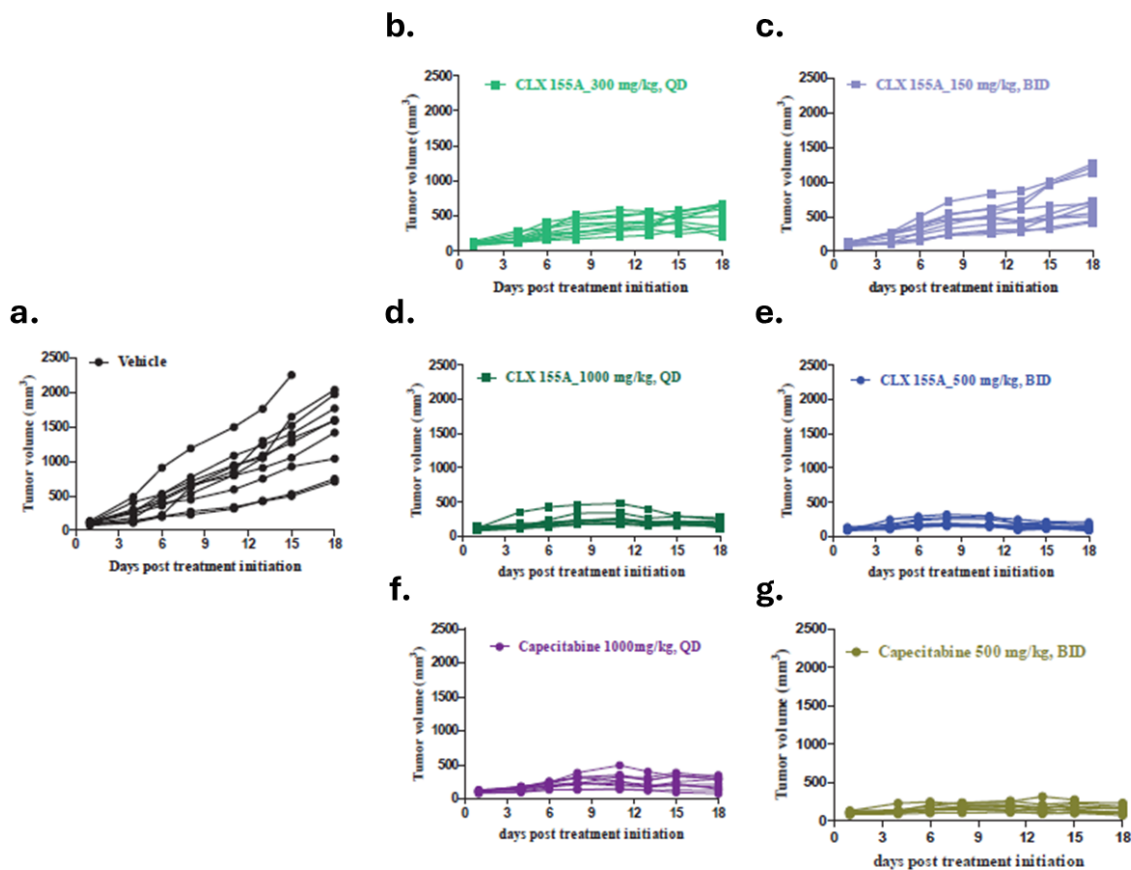 b.
CLX 155A_300 mg/kg, QD
Tumor volume (mm³)
2500
2000
1500
1000
500
0
0 3 6 9 12 15 18
Days post treatment initiation
c.
CLX 155A_150 mg/kg, BID
Tumor volume (mm³)
2500
2000
1500
1000
500
0
0 3 6 9 12 15 18
days post treatment initiation
a.
Vehicle
Tumor volume (mm³)
2500
2000
1500
1000
500
0
0 3 6 9 12 15 18
Days post treatment initiation
d.
CLX 155A_1000 mg/kg, QD
Tumor volume (mm³)
2500
2000
1500
1000
500
0
0 3 6 9 12 15 18
days post treatment initiation
e.
CLX 155A_500 mg/kg, BID
Tumor volume (mm³)
2500
2000
1500
1000
500
0
0 3 6 9 12 15 18
days post treatment initiation
f.
Capecitabine 1000mg/kg, QD
Tumor volume (mm³)
2500
2000
1500
1000
500
0
0 3 6 9 12 15 18
days post treatment initiation
g.
Capecitabine 500 mg/kg, BID
Tumor volume (mm³)
2500
2000
1500
1000
500
0
0 3 6 9 12 15 18
days post treatment initiation